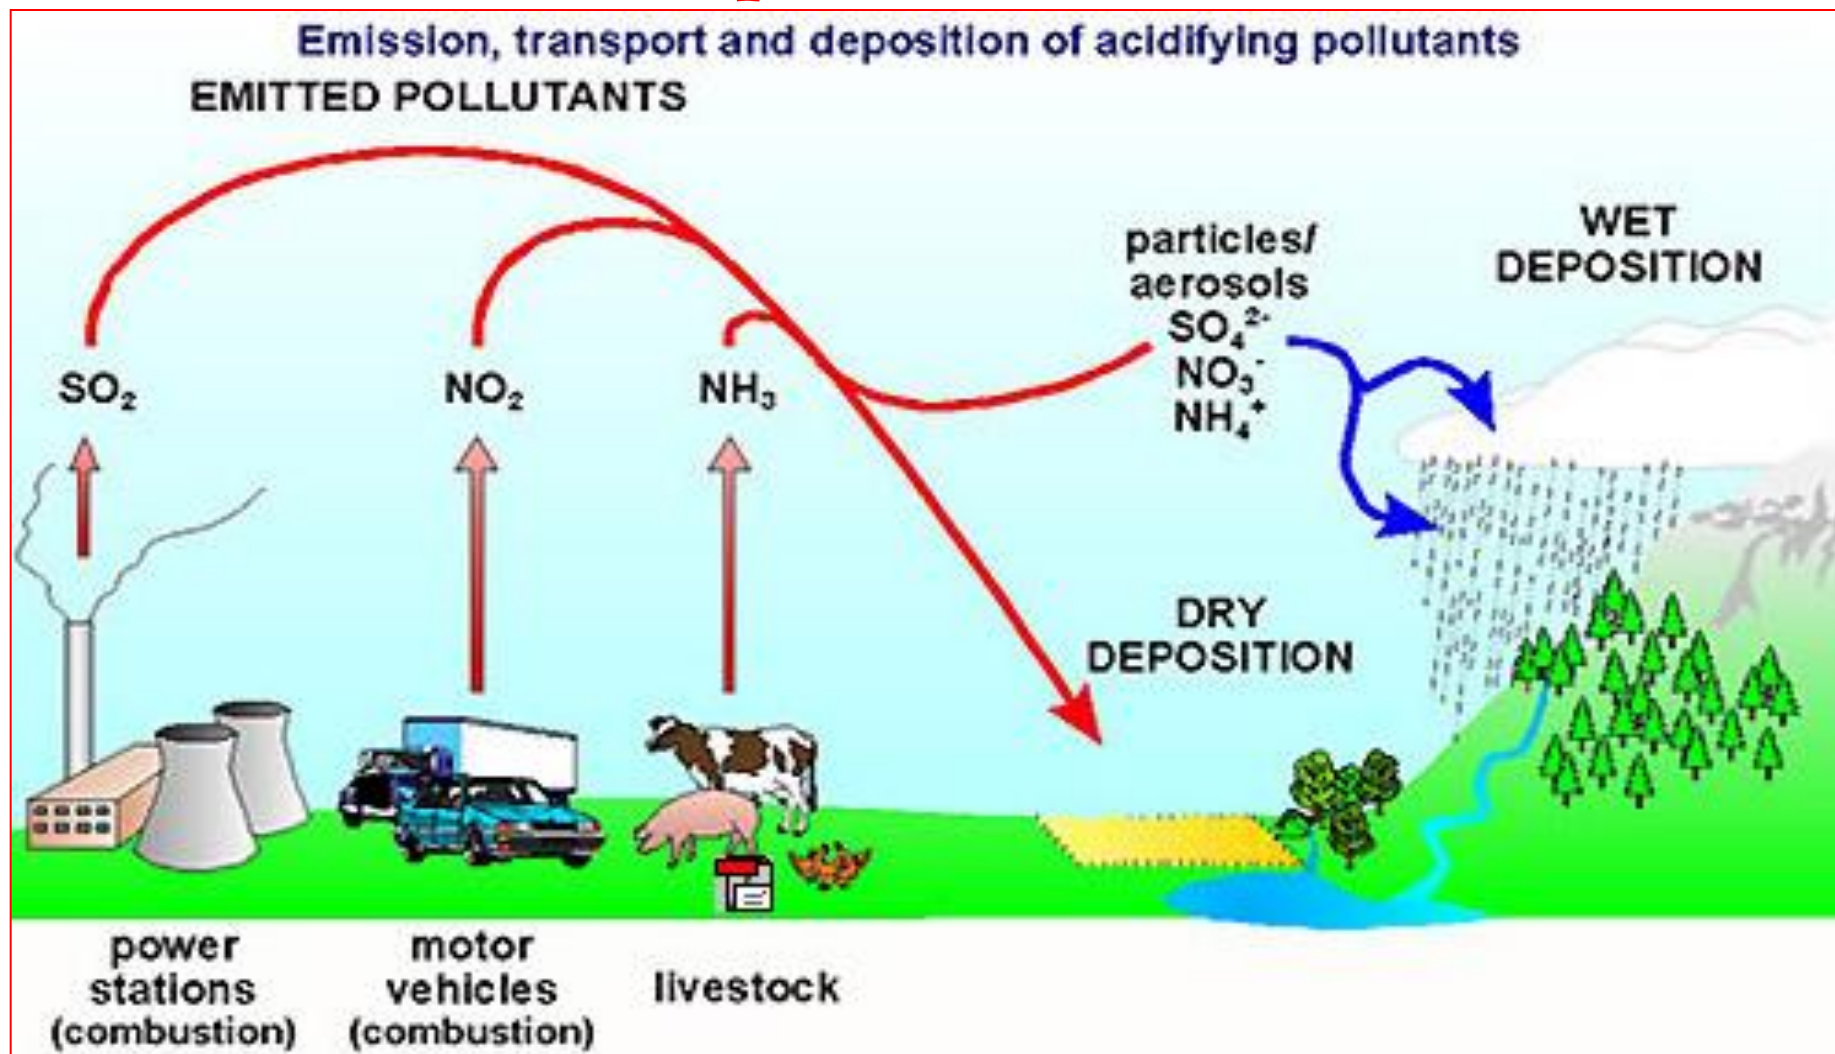 Emission, transport and deposition of acidifying pollutants
EMITTED POLLUTANTS
SO₂
NO₂
NH₃
particles/
aerosols
SO₄²⁻
NO₃⁻
NH₄⁺
WET
DEPOSITION
DRY
DEPOSITION
power
stations
(combustion)
motor
vehicles
(combustion)
livestock